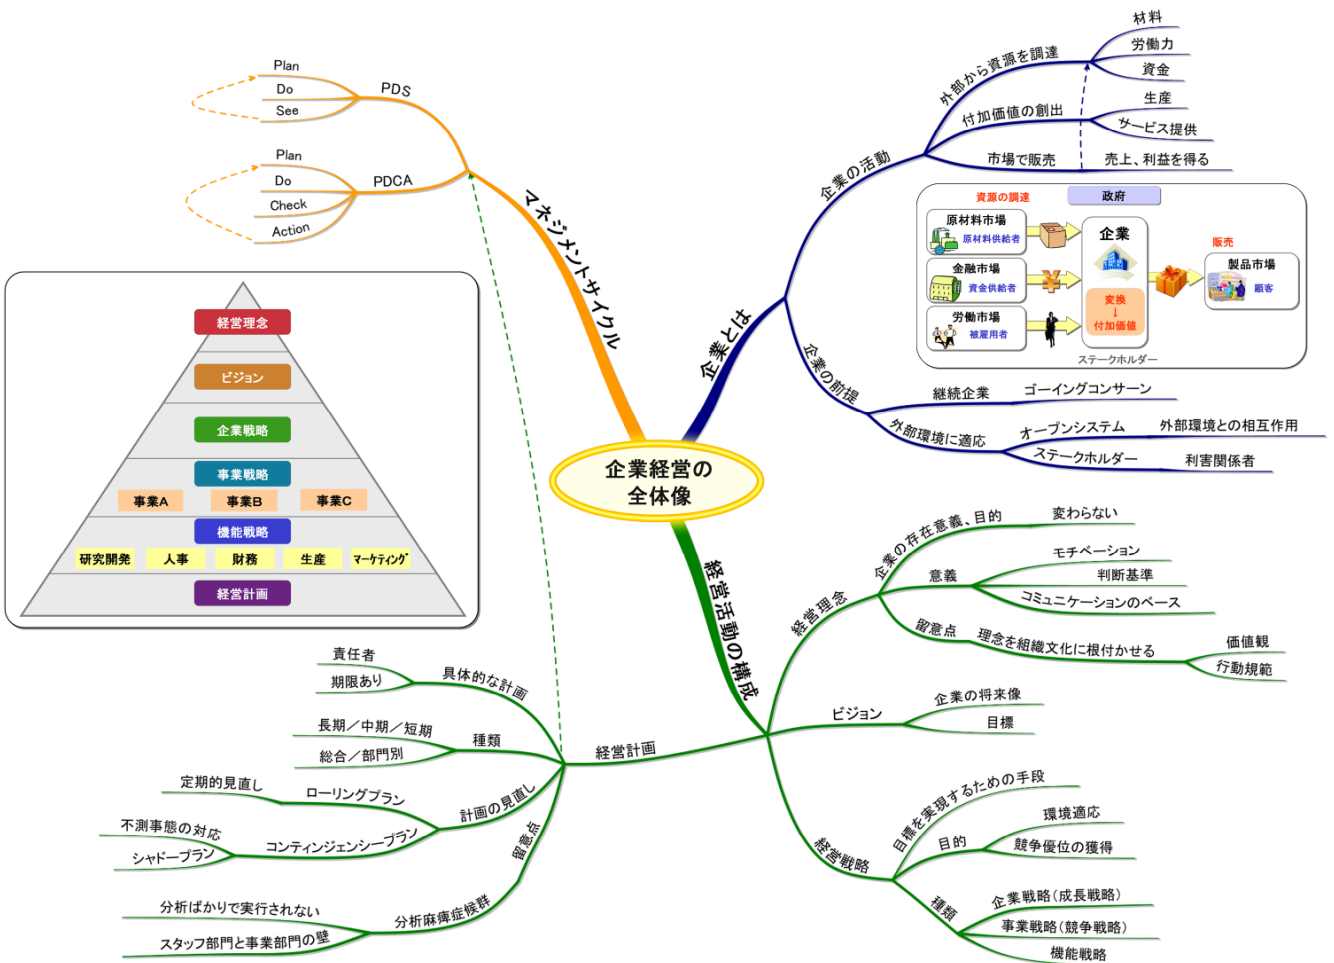 企業経営の
全体像
企業とは
企業の活動
外部から資源を調達
材料
労働力
資金
付加価値の創出
生産
サービス提供
市場で販売
売上、利益を得る
資源の調達
政府
原材料市場
原材料供給者
金融市場
資金供給者
労働市場
被雇用者
企業
変換
↓
付加価値
販売
製品市場
顧客
ステークホルダー
企業の前提
継続企業
ゴーイングコンサーン
外部環境に適応
オープンシステム
外部環境との相互作用
ステークホルダー
利害関係者
経営活動の構成
経営理念
企業の存在意義、目的
変わらない
意義
モチベーション
判断基準
コミュニケーションのベース
留意点
理念を組織文化に根付かせる
価値観
行動規範
ビジョン
企業の将来像
目標
経営戦略
目標を実現するための手段
目的
環境適応
競争優位の獲得
種類
企業戦略(成長戦略)
事業戦略(競争戦略)
機能戦略
経営計画
具体的な計画
責任者
期限あり
種類
長期／中期／短期
総合／部門別
計画の見直し
ローリングプラン
定期的見直し
コンティンジェンシープラン
不測事態の対応
シャドープラン
留意点
分析麻痺症候群
分析ばかりで実行されない
スタッフ部門と事業部門の壁
マネジメントサイクル
PDS
Plan
Do
See
PDCA
Plan
Do
Check
Action
経営理念
ビジョン
企業戦略
事業戦略
事業A
事業B
事業C
機能戦略
研究開発
人事
財務
生産
マーケティング
経営計画